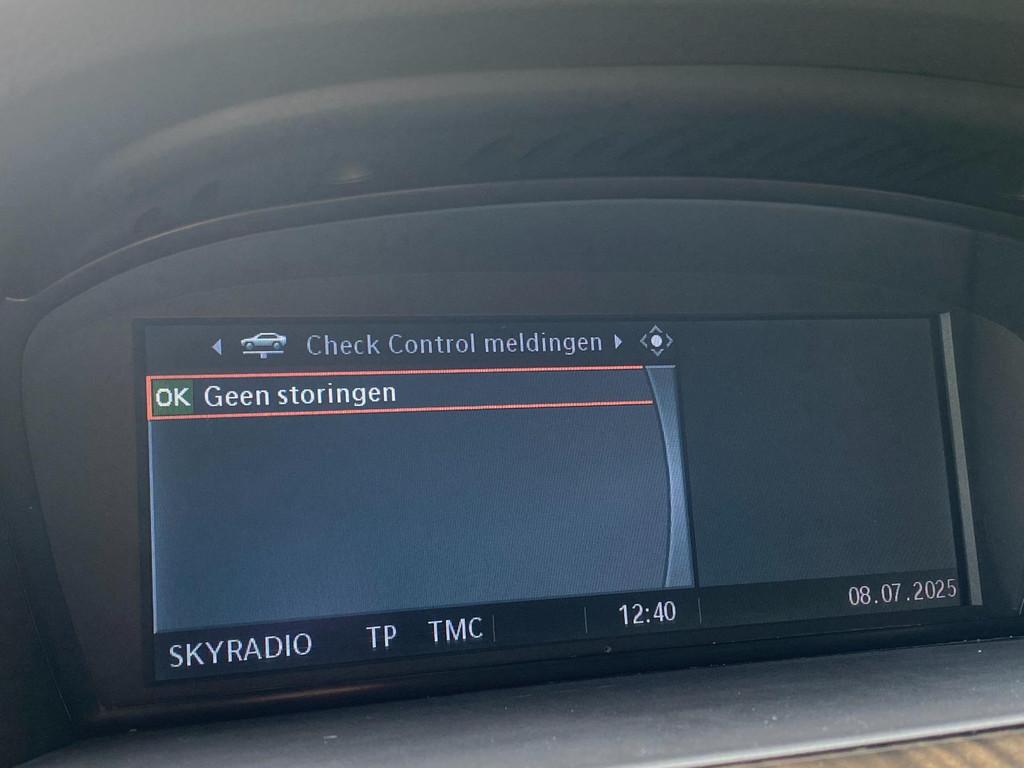 Check Control meldingen
OK Geen storingen
SKYRADIO TP TMC 12:40 08.07.2025